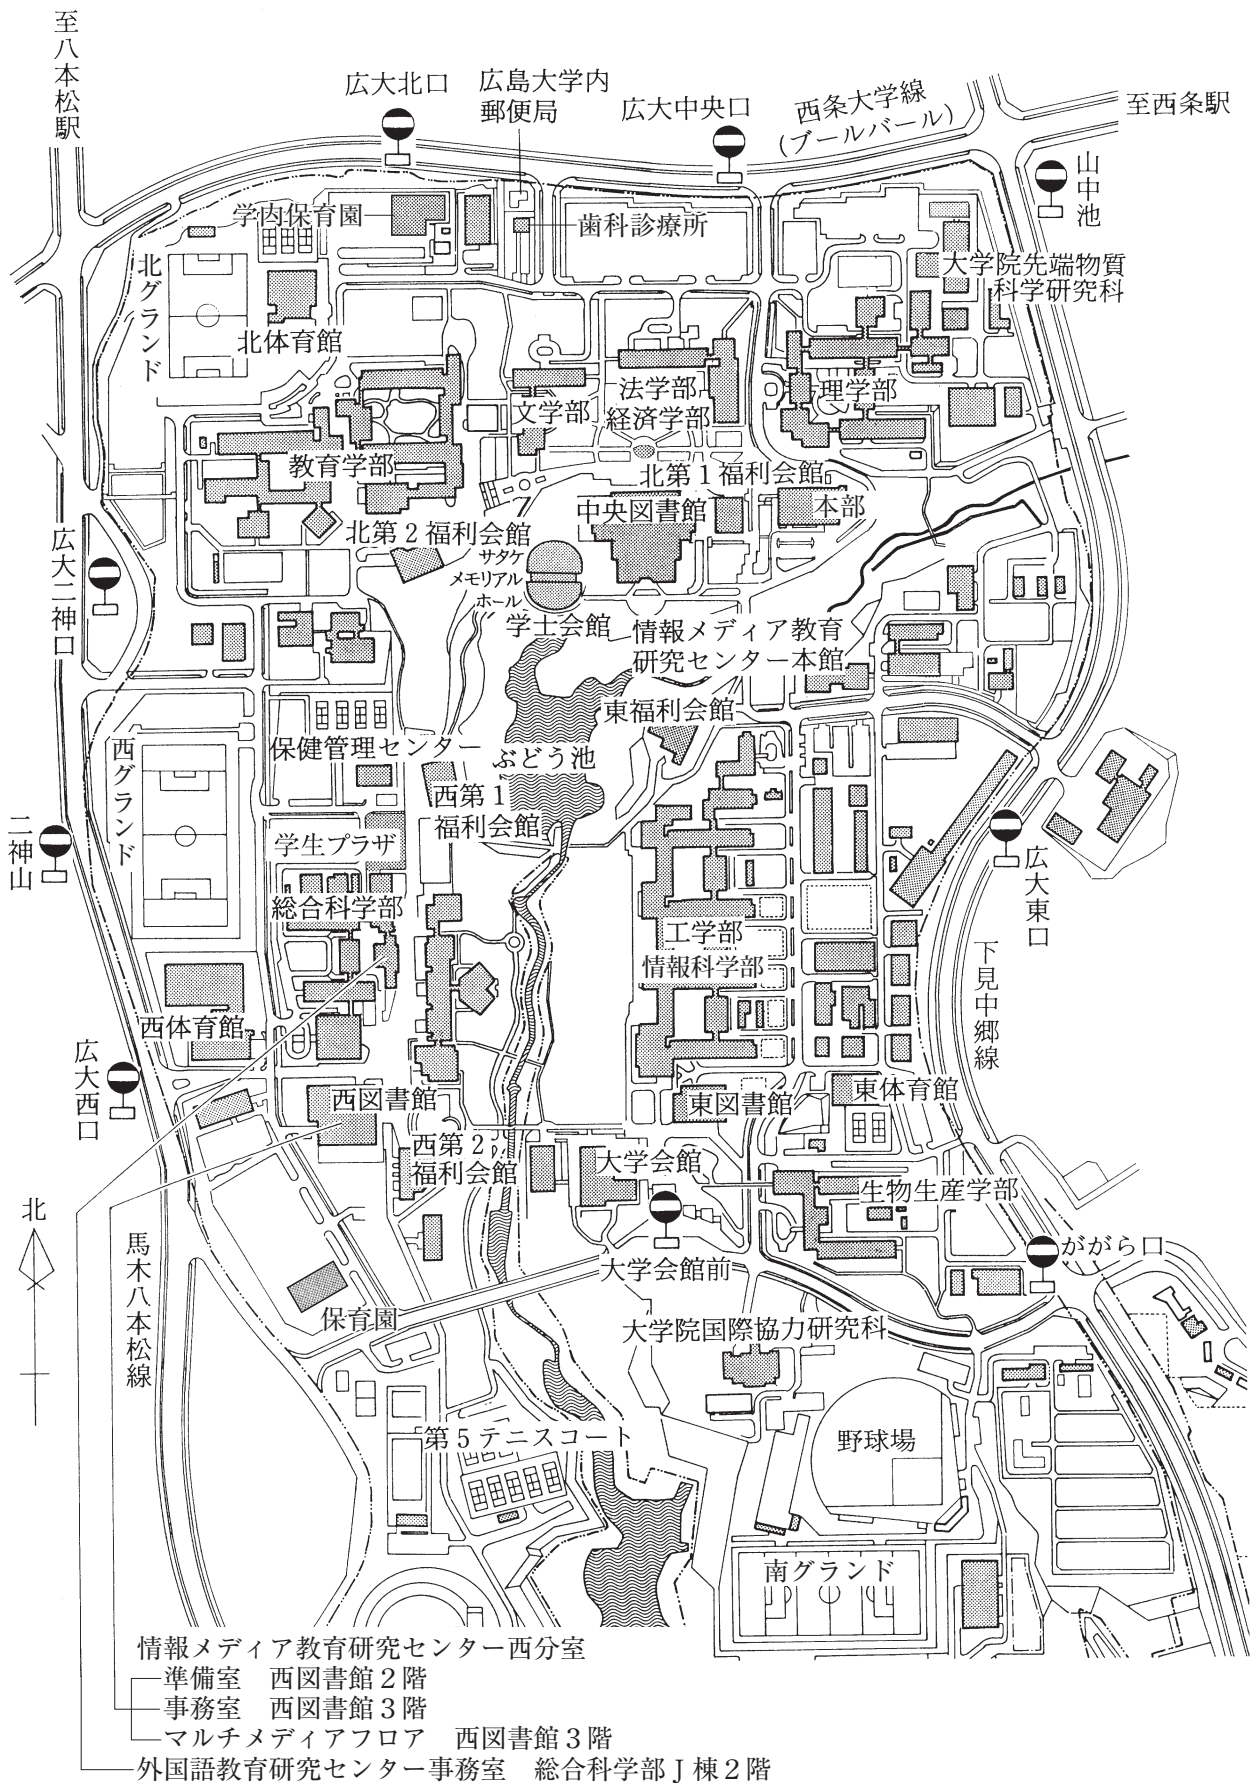 至八本松駅
広大北口
広島大学内
郵便局
広大中央口
西条大学線
(ブールバール)
至西条駅
山中池
学内保育園
歯科診療所
北グランド
大学院先端物質
科学研究科
北体育館
法学部
経済学部
文学部
理学部
教育学部
北第1福利会館
中央図書館
本部
北第2福利会館
広大二神口
サタケ
メモリアル
ホール
学士会館
情報メディア教育
研究センター本館
東福利会館
西グランド
保健管理センター
ぶどう池
西第1
福利会館
二神山
学生プラザ
広大東口
総合科学部
工学部
情報科学部
下見中郷線
西体育館
広大西口
西図書館
東図書館
東体育館
西第2
福利会館
大学会館
生物生産学部
北
馬木八本松線
ががら口
大学会館前
保育園
大学院国際協力研究科
第5テニスコート
野球場
南グランド
情報メディア教育研究センター西分室
準備室 西図書館2階
事務室 西図書館3階
マルチメディアフロア 西図書館3階
外国語教育研究センター事務室 総合科学部J棟2階